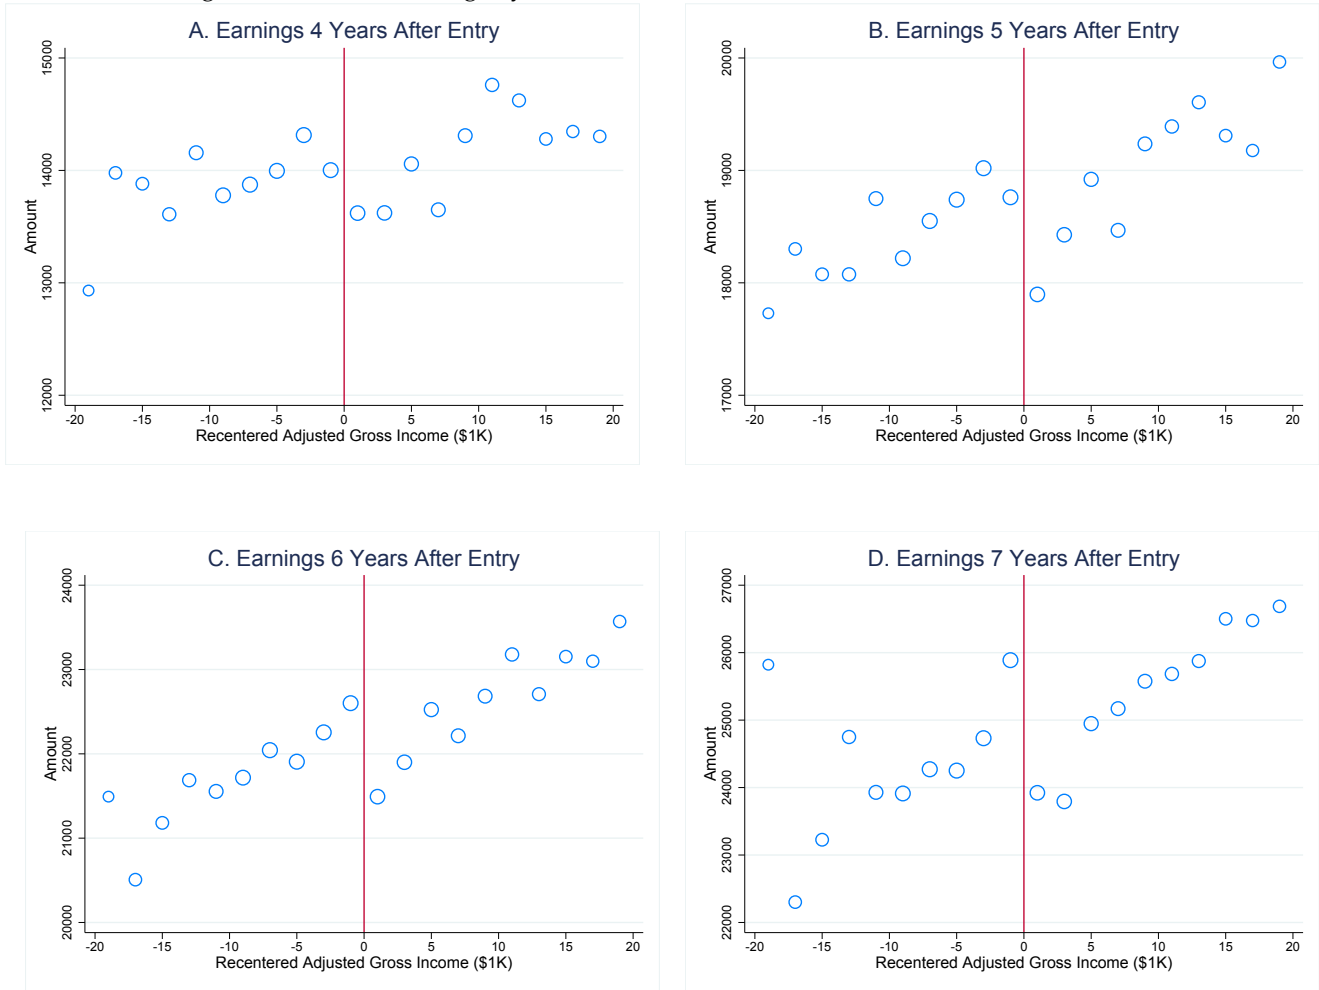 A. Earnings 4 Years After Entry
Amount
15000
14000
13000
12000
-20 -15 -10 -5 0 5 10 15 20
Recentered Adjusted Gross Income ($1K)
B. Earnings 5 Years After Entry
Amount
20000
19000
18000
17000
-20 -15 -10 -5 0 5 10 15 20
Recentered Adjusted Gross Income ($1K)
C. Earnings 6 Years After Entry
Amount
24000
23000
22000
21000
20000
-20 -15 -10 -5 0 5 10 15 20
Recentered Adjusted Gross Income ($1K)
D. Earnings 7 Years After Entry
Amount
27000
26000
25000
24000
23000
22000
-20 -15 -10 -5 0 5 10 15 20
Recentered Adjusted Gross Income ($1K)